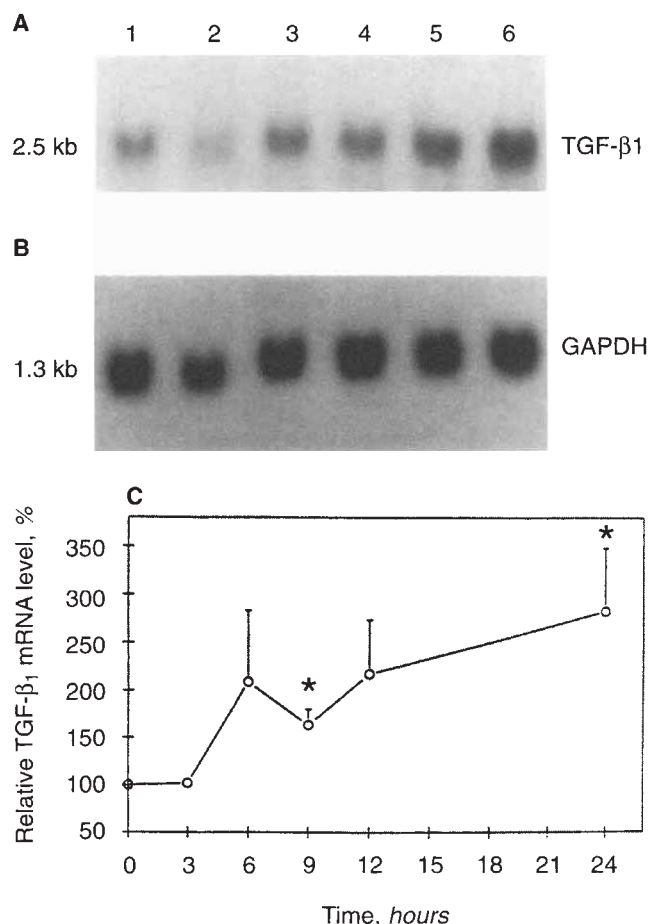 A
1 2 3 4 5 6
2.5 kb TGF-β1
B
1.3 kb GAPDH
C
Relative TGF-β₁ mRNA level, %
350
300
250
200
150
100
50
* *
0 3 6 9 12 15 18 21 24
Time, hours